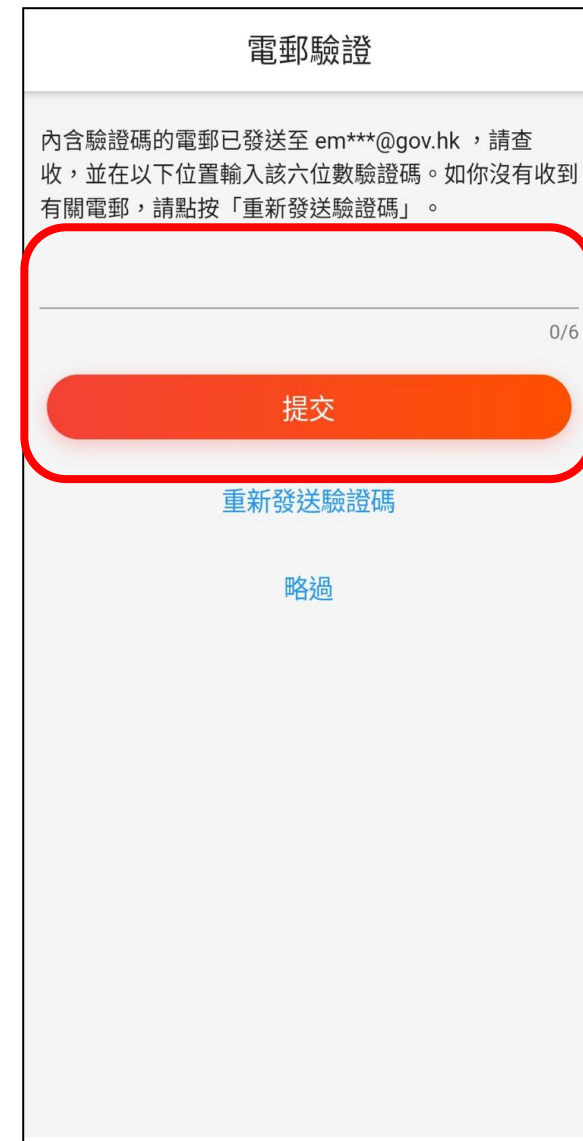 電郵驗證
內含驗證碼的電郵已發送至 em***@gov.hk ，請查
收，並在以下位置輸入該六位數驗證碼。如你沒有收到
有關電郵，請點按「重新發送驗證碼」。
0/6
提交
重新發送驗證碼
略過